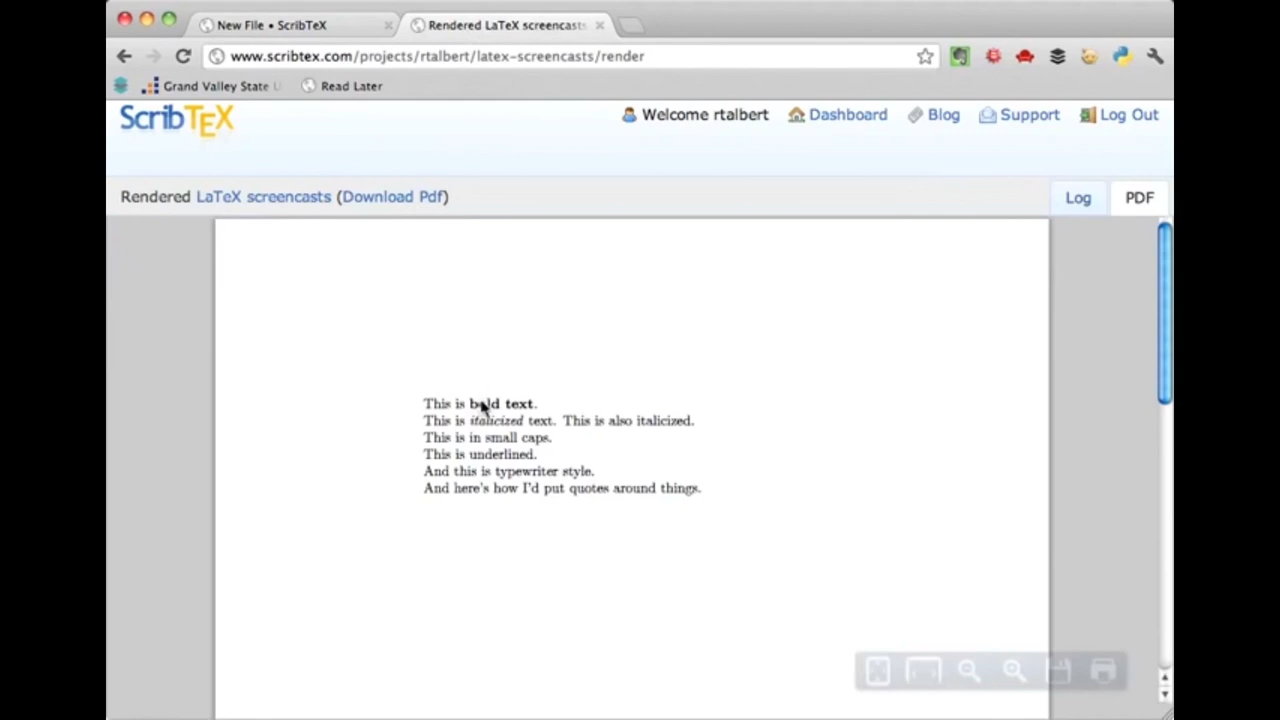 New File • ScribTeX
Rendered LaTeX screencasts
www.scribtex.com/projects/rtalbert/latex-screencasts/render
Grand Valley State U
Read Later
ScribTEX
Welcome rtalbert
Dashboard
Blog
Support
Log Out
Rendered LaTeX screencasts (Download Pdf)
Log
PDF
This is bold text.
This is italicized text. This is also italicized.
This is in small caps.
This is underlined.
And this is typewriter style.
And here's how I'd put quotes around things.